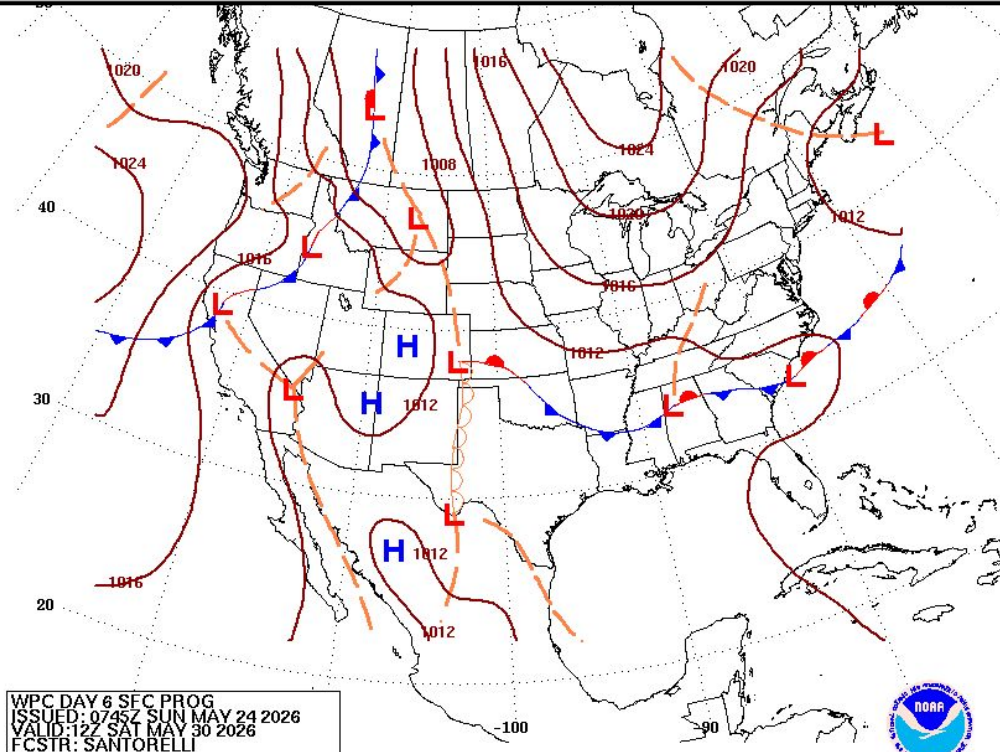 1020
1016
1020
1024
1024
1008
40
1020
1012
1016
1016
1012
L
L
L
L
L
H
L
L
H
1012
30
L
L
L
H
1012
1016
20
1012
WPC DAY 6 SFC PROG
ISSUED: 0745Z SUN MAY 24 2026
VALID:12Z SAT MAY 30 2026
FCSTR: SANTORELLI
-100
-90
NOAA